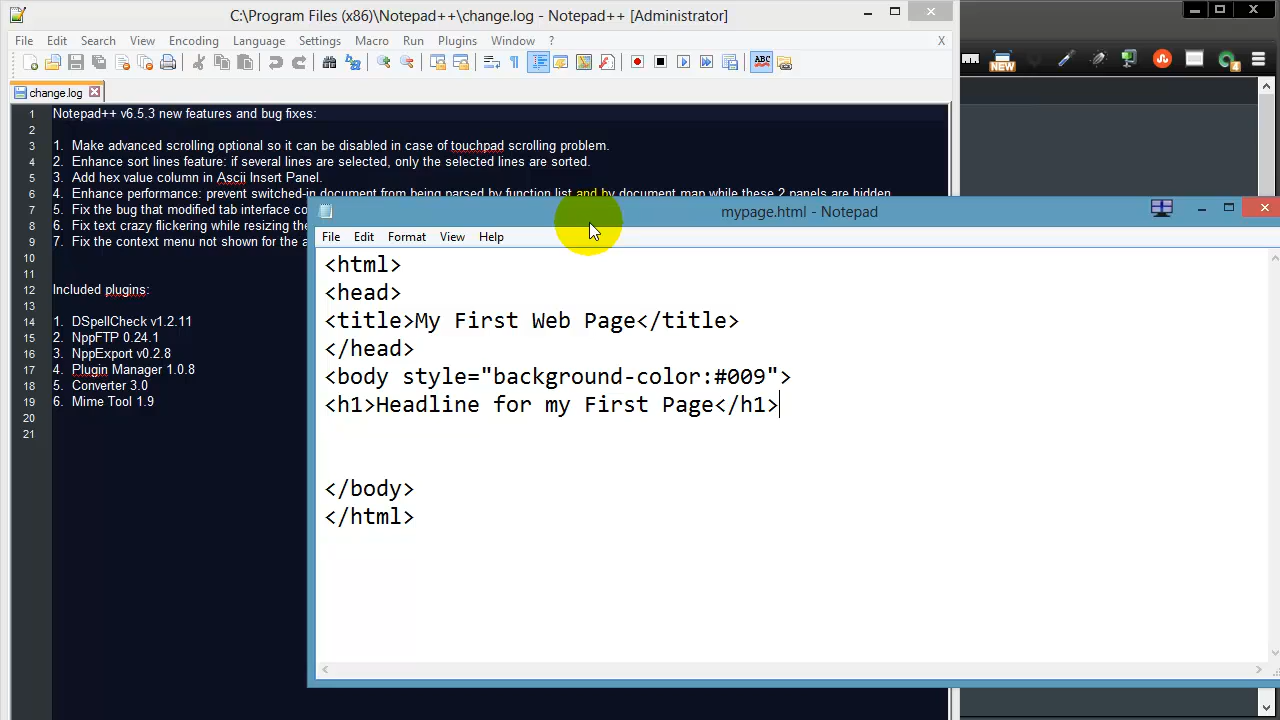 C:\Program Files (x86)\Notepad++\change.log - Notepad++ [Administrator]
File Edit Search View Encoding Language Settings Macro Run Plugins Window ? X
ABC
NEW
4
change.log
1 Notepad++ v6.5.3 new features and bug fixes:
2
3 1. Make advanced scrolling optional so it can be disabled in case of touchpad scrolling problem.
4 2. Enhance sort lines feature: if several lines are selected, only the selected lines are sorted.
5 3. Add hex value column in Ascii Insert Panel.
6 4. Enhance performance: prevent switched-in document from being parsed by function list and by document map while these 2 panels are hidden
7 5. Fix the bug that modified tab interface co
8 6. Fix text crazy flickering while resizing the
9 7. Fix the context menu not shown for the a
10
11
12 Included plugins:
13
14 1. DSpellCheck v1.2.11
15 2. NppFTP 0.24.1
16 3. NppExport v0.2.8
17 4. Plugin Manager 1.0.8
18 5. Converter 3.0
19 6. Mime Tool 1.9
20
21
mypage.html - Notepad
File Edit Format View Help
<html>
<head>
<title>My First Web Page</title>
</head>
<body style="background-color:#009">
<h1>Headline for my First Page</h1>
</body>
</html>